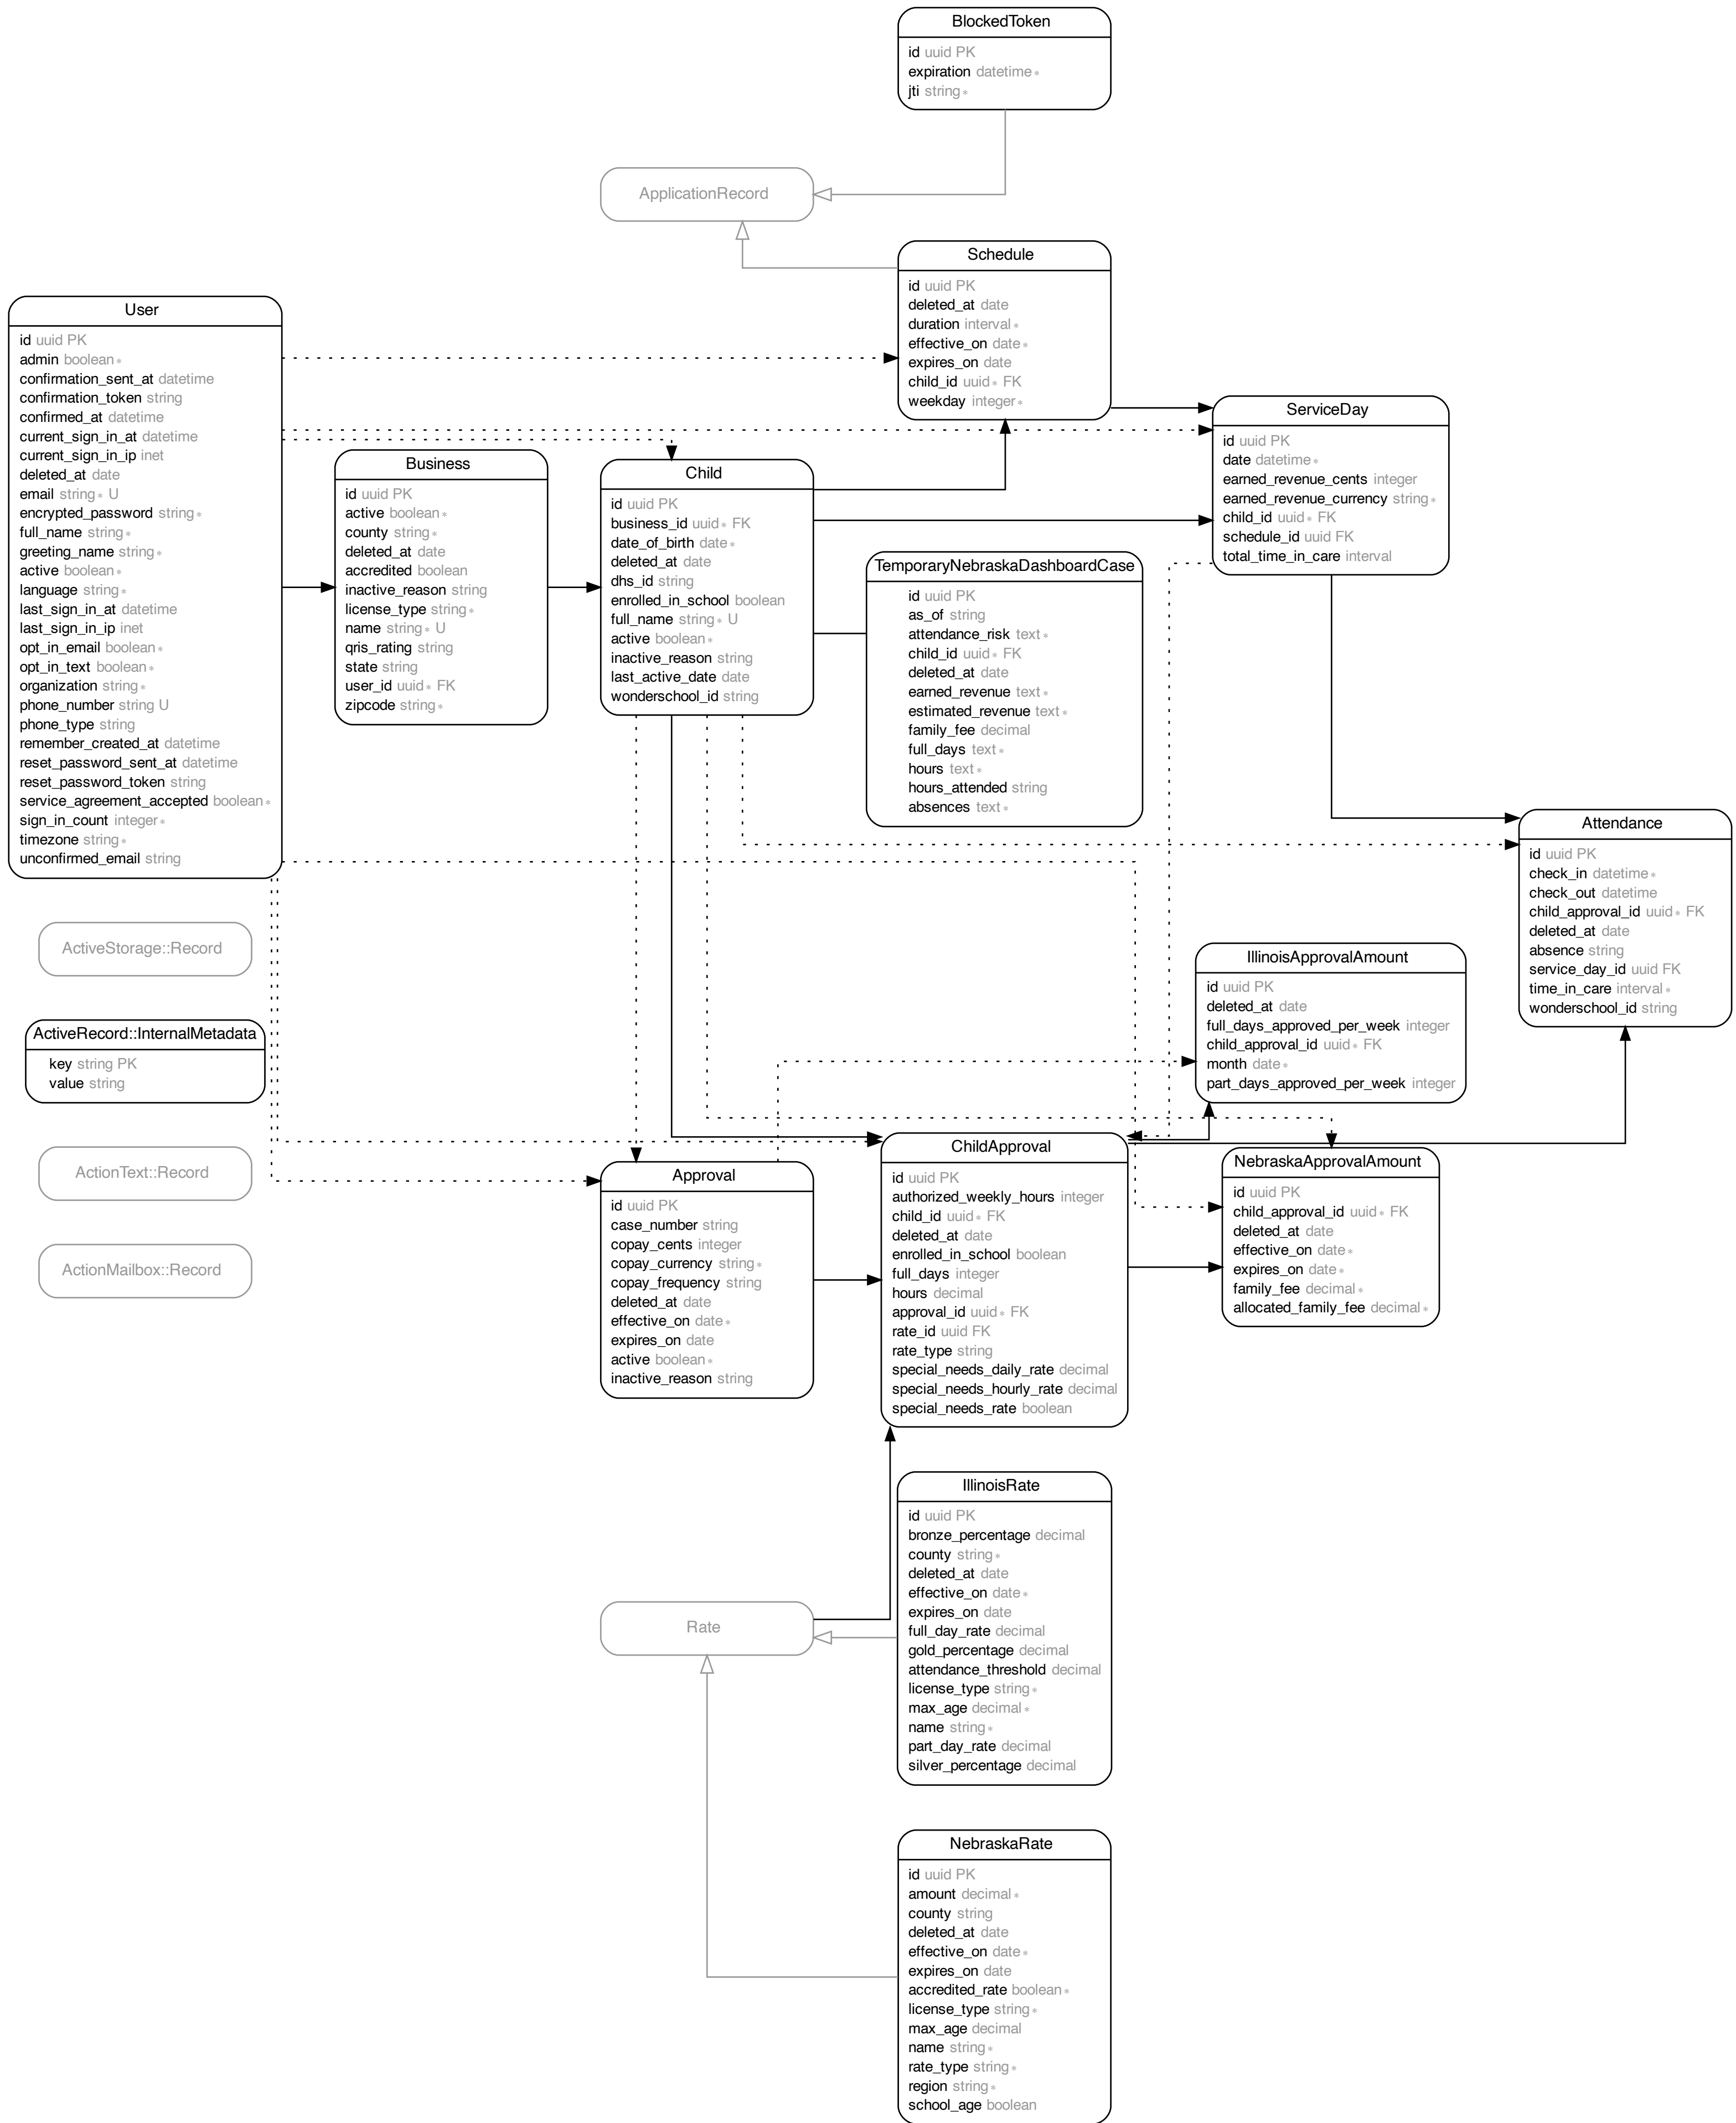 BlockedToken
id uuid PK
expiration datetime ∗
jti string ∗
ApplicationRecord
Schedule
id uuid PK
deleted_at date
duration interval ∗
effective_on date ∗
expires_on date
child_id uuid ∗ FK
weekday integer ∗
User
id uuid PK
admin boolean ∗
confirmation_sent_at datetime
confirmation_token string
confirmed_at datetime
current_sign_in_at datetime
current_sign_in_ip inet
deleted_at date
email string ∗ U
encrypted_password string ∗
full_name string ∗
greeting_name string ∗
active boolean ∗
language string ∗
last_sign_in_at datetime
last_sign_in_ip inet
opt_in_email boolean ∗
opt_in_text boolean ∗
organization string ∗
phone_number string U
phone_type string
remember_created_at datetime
reset_password_sent_at datetime
reset_password_token string
service_agreement_accepted boolean ∗
sign_in_count integer ∗
timezone string ∗
unconfirmed_email string
Business
id uuid PK
active boolean ∗
county string ∗
deleted_at date
accredited boolean
inactive_reason string
license_type string ∗
name string ∗ U
qris_rating string
state string
user_id uuid ∗ FK
zipcode string ∗
Child
id uuid PK
business_id uuid ∗ FK
date_of_birth date ∗
deleted_at date
dhs_id string
enrolled_in_school boolean
full_name string ∗ U
active boolean ∗
inactive_reason string
last_active_date date
wonderschool_id string
ServiceDay
id uuid PK
date datetime ∗
earned_revenue_cents integer
earned_revenue_currency string ∗
child_id uuid ∗ FK
schedule_id uuid FK
total_time_in_care interval
TemporaryNebraskaDashboardCase
id uuid PK
as_of string
attendance_risk text ∗
child_id uuid ∗ FK
deleted_at date
earned_revenue text ∗
estimated_revenue text ∗
family_fee decimal
full_days text ∗
hours text ∗
hours_attended string
absences text ∗
Attendance
id uuid PK
check_in datetime ∗
check_out datetime
child_approval_id uuid ∗ FK
deleted_at date
absence string
service_day_id uuid FK
time_in_care interval ∗
wonderschool_id string
ActiveStorage::Record
ActiveRecord::InternalMetadata
key string PK
value string
ActionText::Record
ActionMailbox::Record
IllinoisApprovalAmount
id uuid PK
deleted_at date
full_days_approved_per_week integer
child_approval_id uuid ∗ FK
month date ∗
part_days_approved_per_week integer
Approval
id uuid PK
case_number string
copay_cents integer
copay_currency string ∗
copay_frequency string
deleted_at date
effective_on date ∗
expires_on date
active boolean ∗
inactive_reason string
ChildApproval
id uuid PK
authorized_weekly_hours integer
child_id uuid ∗ FK
deleted_at date
enrolled_in_school boolean
full_days integer
hours decimal
approval_id uuid ∗ FK
rate_id uuid FK
rate_type string
special_needs_daily_rate decimal
special_needs_hourly_rate decimal
special_needs_rate boolean
NebraskaApprovalAmount
id uuid PK
child_approval_id uuid ∗ FK
deleted_at date
effective_on date ∗
expires_on date ∗
family_fee decimal ∗
allocated_family_fee decimal ∗
Rate
IllinoisRate
id uuid PK
bronze_percentage decimal
county string ∗
deleted_at date
effective_on date ∗
expires_on date
full_day_rate decimal
gold_percentage decimal
attendance_threshold decimal
license_type string ∗
max_age decimal ∗
name string ∗
part_day_rate decimal
silver_percentage decimal
NebraskaRate
id uuid PK
amount decimal ∗
county string
deleted_at date
effective_on date ∗
expires_on date
accredited_rate boolean ∗
license_type string ∗
max_age decimal
name string ∗
rate_type string ∗
region string ∗
school_age boolean